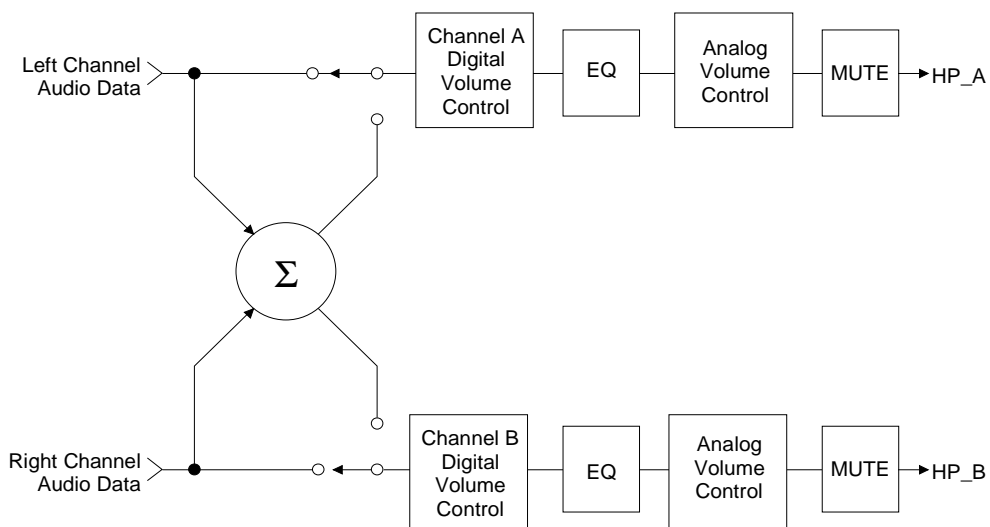 Left Channel
Audio Data
Channel A
Digital
Volume
Control
EQ
Analog
Volume
Control
MUTE
HP_A
Σ
Right Channel
Audio Data
Channel B
Digital
Volume
Control
EQ
Analog
Volume
Control
MUTE
HP_B